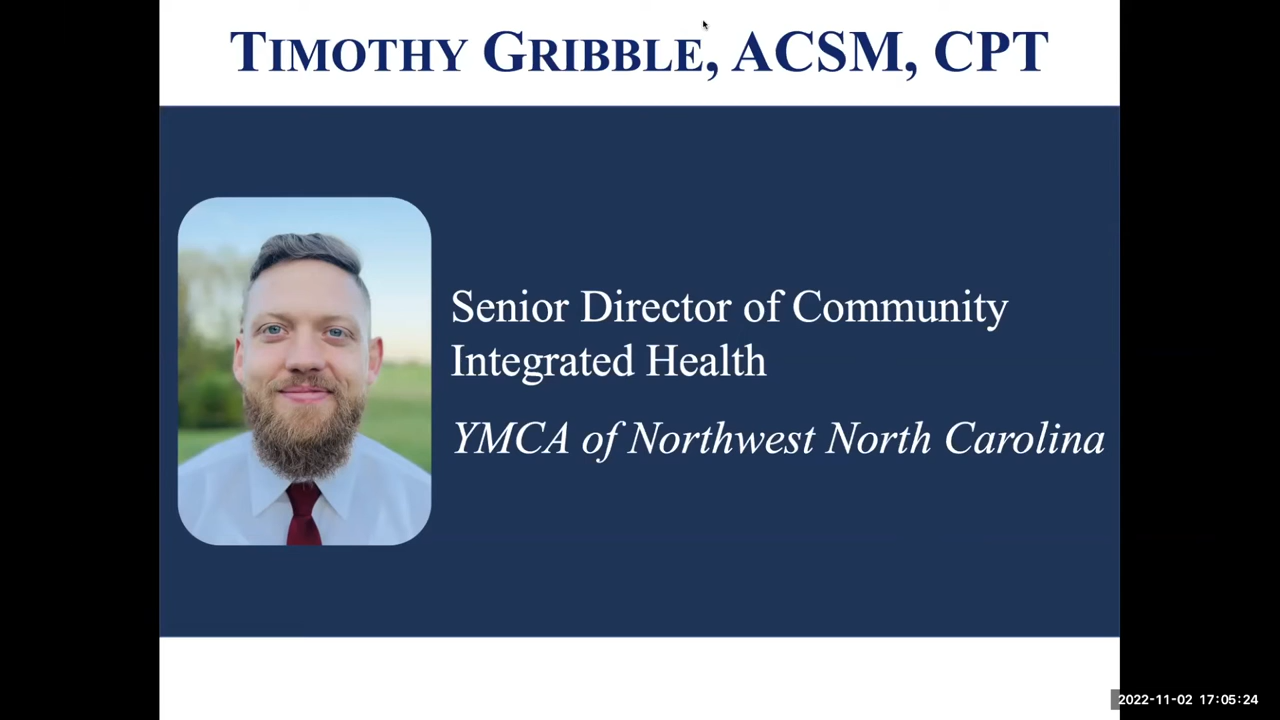 TIMOTHY GRIBBLE, ACSM, CPT
Senior Director of Community
Integrated Health
YMCA of Northwest North Carolina
2022-11-02 17:05:24